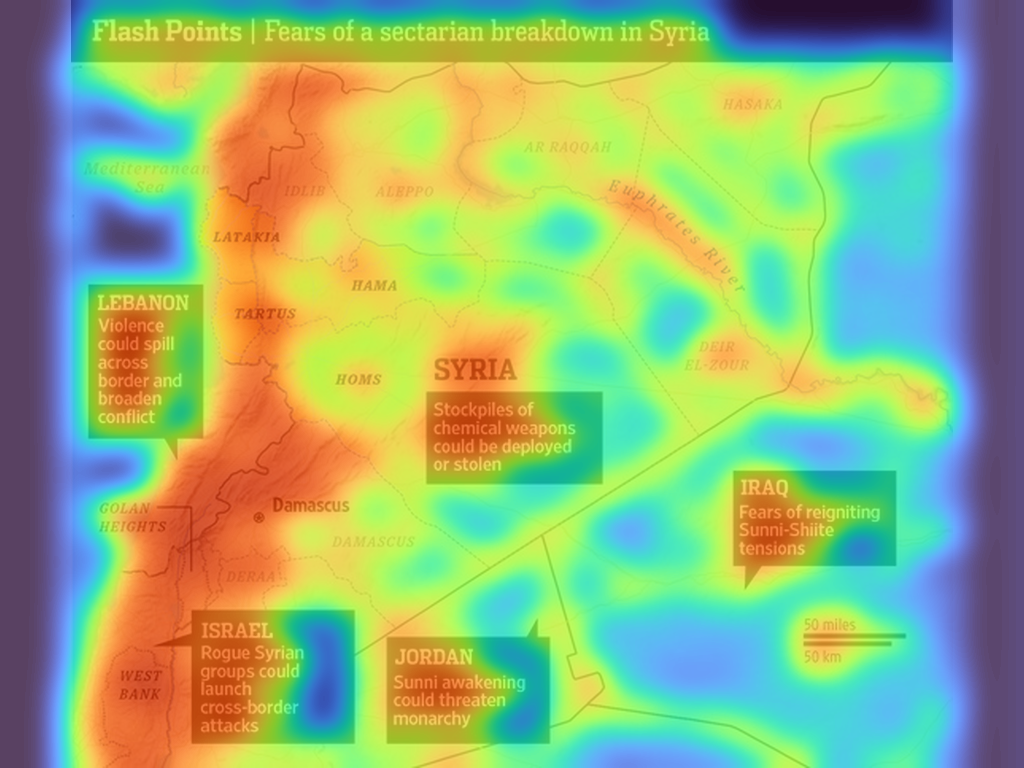 Flash Points | Fears of a sectarian breakdown in Syria
HASAKA
AR RAQQAH
Mediterranean
Sea
IDLIB
ALEPPO
Euphrates River
LATAKIA
HAMA
TARTUS
LEBANON
Violence
could spill
across
border and
broaden
conflict
DEIR
EL-ZOUR
HOMS
SYRIA
Stockpiles of
chemical weapons
could be deployed
or stolen
IRAQ
Fears of reigniting
Sunni-Shiite
tensions
GOLAN
HEIGHTS
Damascus
DAMASCUS
DERAA
ISRAEL
Rogue Syrian
groups could
launch
cross-border
attacks
JORDAN
Sunni awakening
could threaten
monarchy
50 miles
50 km
WEST
BANK